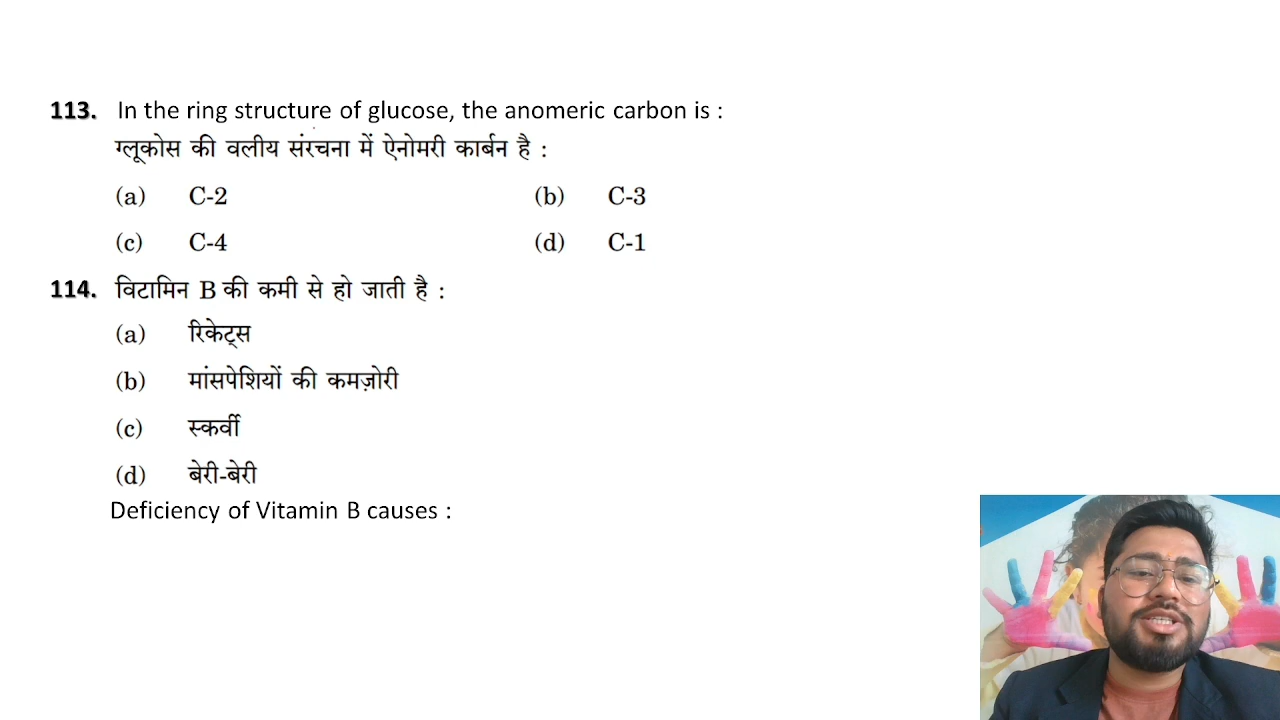 113. In the ring structure of glucose, the anomeric carbon is :
ग्लूकोस की वलीय संरचना में ऐनोमरी कार्बन है :
(a) C-2 (b) C-3
(c) C-4 (d) C-1
114. विटामिन B की कमी से हो जाती है :
(a) रिकेट्स
(b) मांसपेशियों की कमज़ोरी
(c) स्कर्वी
(d) बेरी-बेरी
Deficiency of Vitamin B causes :